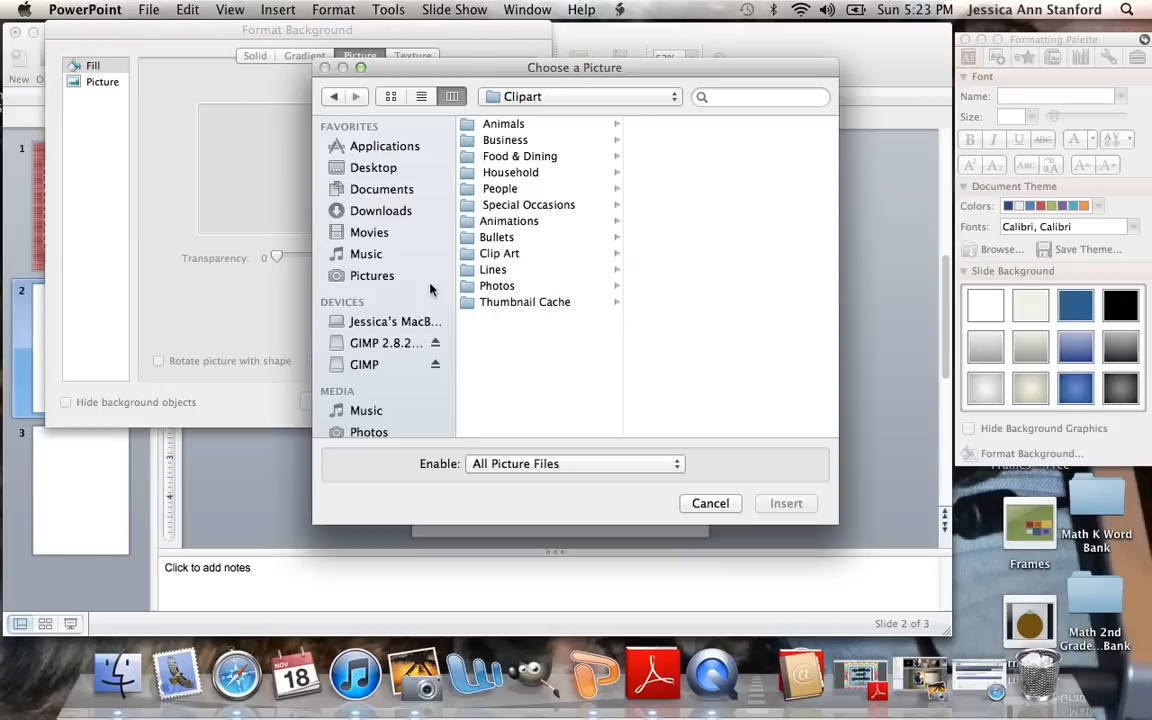 PowerPoint File Edit View Insert Format Tools Slide Show Window Help Sun 5:23 PM Jessica Ann Stanford
Format Background
Solid Gradient Picture Texture
Fill
Picture
Transparency: 0
Rotate picture with shape
Hide background objects
New
1
2
3
Choose a Picture
Clipart
FAVORITES
Applications
Desktop
Documents
Downloads
Movies
Music
Pictures
DEVICES
Jessica's MacB...
GIMP 2.8.2...
GIMP
MEDIA
Music
Photos
Animals
Business
Food & Dining
Household
People
Special Occasions
Animations
Bullets
Clip Art
Lines
Photos
Thumbnail Cache
Enable: All Picture Files
Cancel Insert
Click to add notes
Slide 2 of 3
Formatting Palette
Font
Name:
Size:
B I U ABC A
Document Theme
Colors:
Fonts: Calibri, Calibri
Browse... Save Theme...
Slide Background
Hide Background Graphics
Format Background...
Frames
Math K Word
Bank
Math 2nd
Grade...Bank
NOV
18